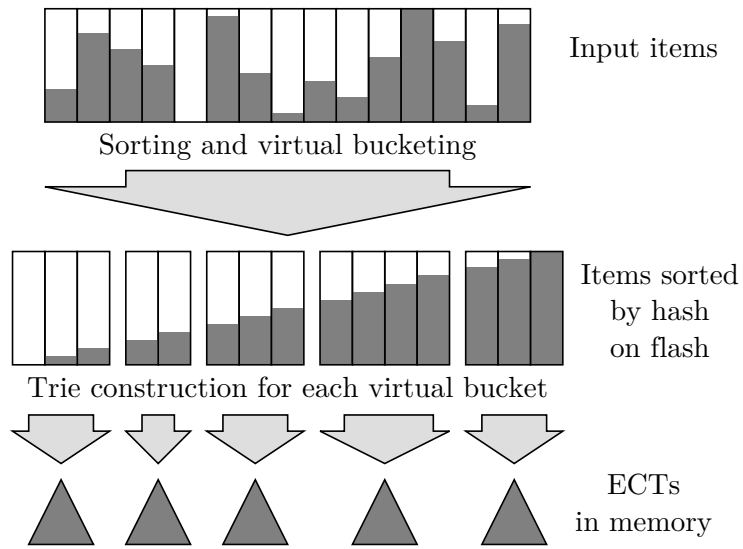 Input items
Sorting and virtual bucketing
Items sorted
by hash
on flash
Trie construction for each virtual bucket
ECTs
in memory